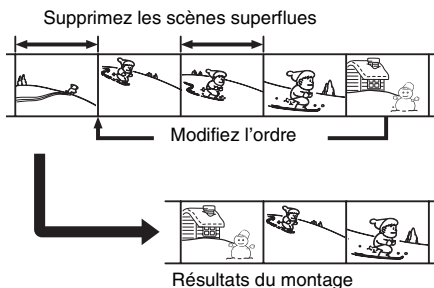 Supprimez les scènes superflues
Modifiez l'ordre
Résultats du montage